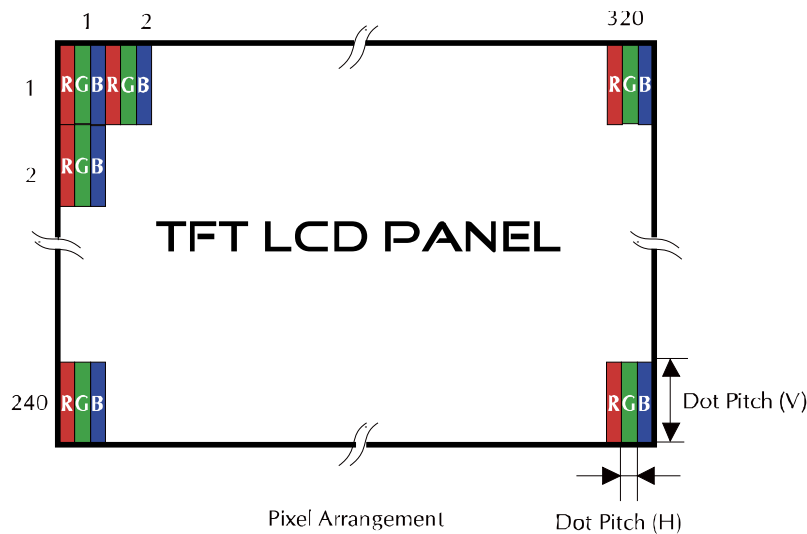 1 2 320
1 RGBRGB RGB
2 RGB
TFT LCD PANEL
240 RGB RGB Dot Pitch (V)
Pixel Arrangement Dot Pitch (H)